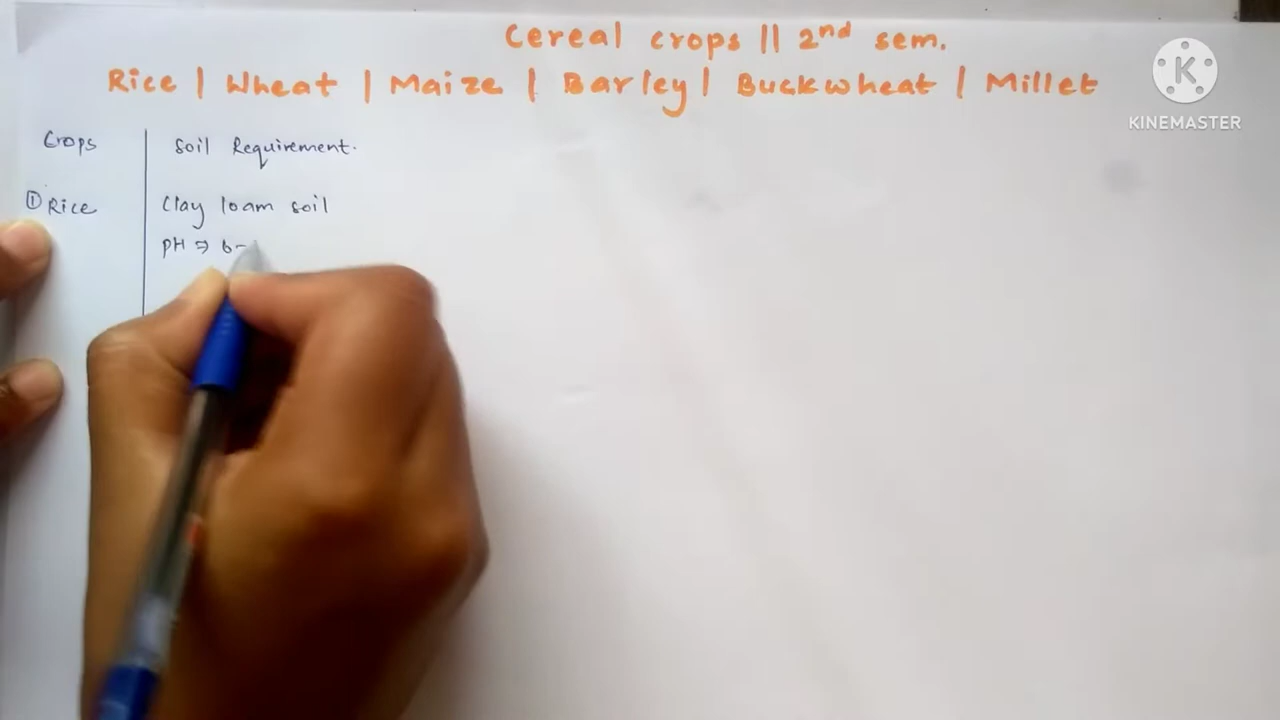 Cereal crops || 2nd sem.
Rice | Wheat | Maize | Barley | Buckwheat | Millet
KINEMASTER
Crops
Soil Requirement.
① Rice
Clay loam soil
pH ⇒ 6-